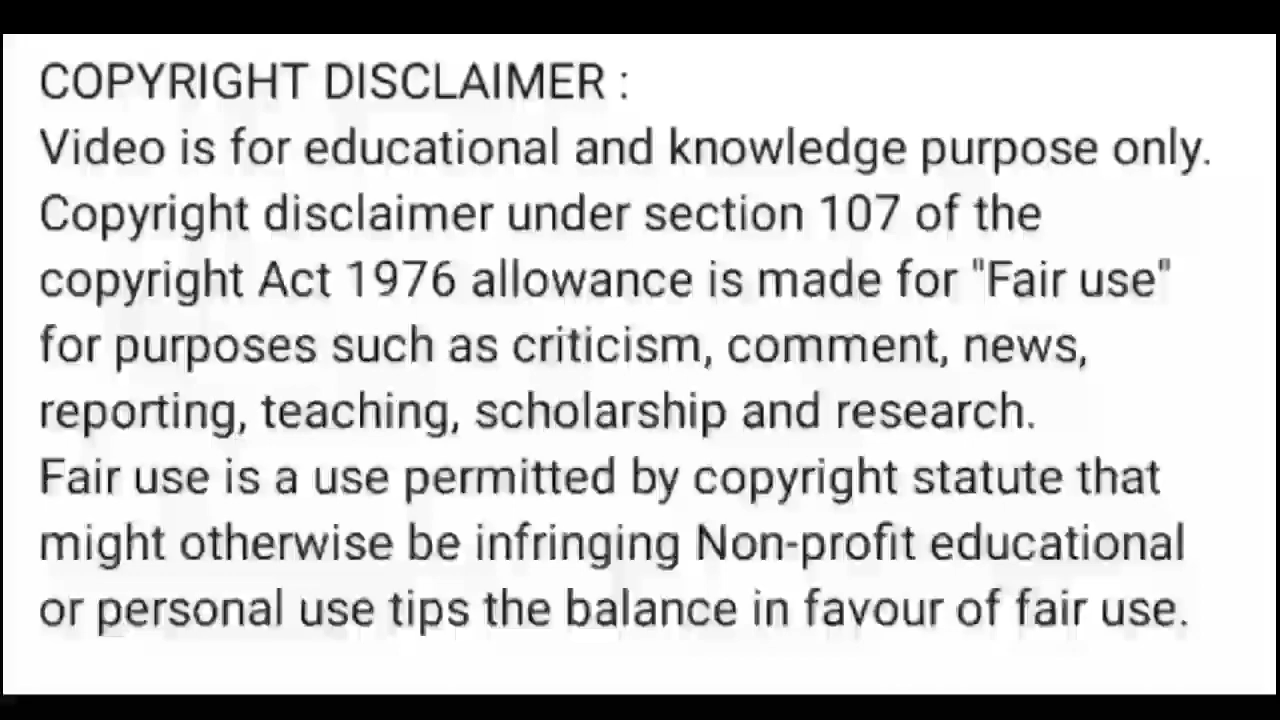 COPYRIGHT DISCLAIMER :
Video is for educational and knowledge purpose only.
Copyright disclaimer under section 107 of the
copyright Act 1976 allowance is made for "Fair use"
for purposes such as criticism, comment, news,
reporting, teaching, scholarship and research.
Fair use is a use permitted by copyright statute that
might otherwise be infringing Non-profit educational
or personal use tips the balance in favour of fair use.